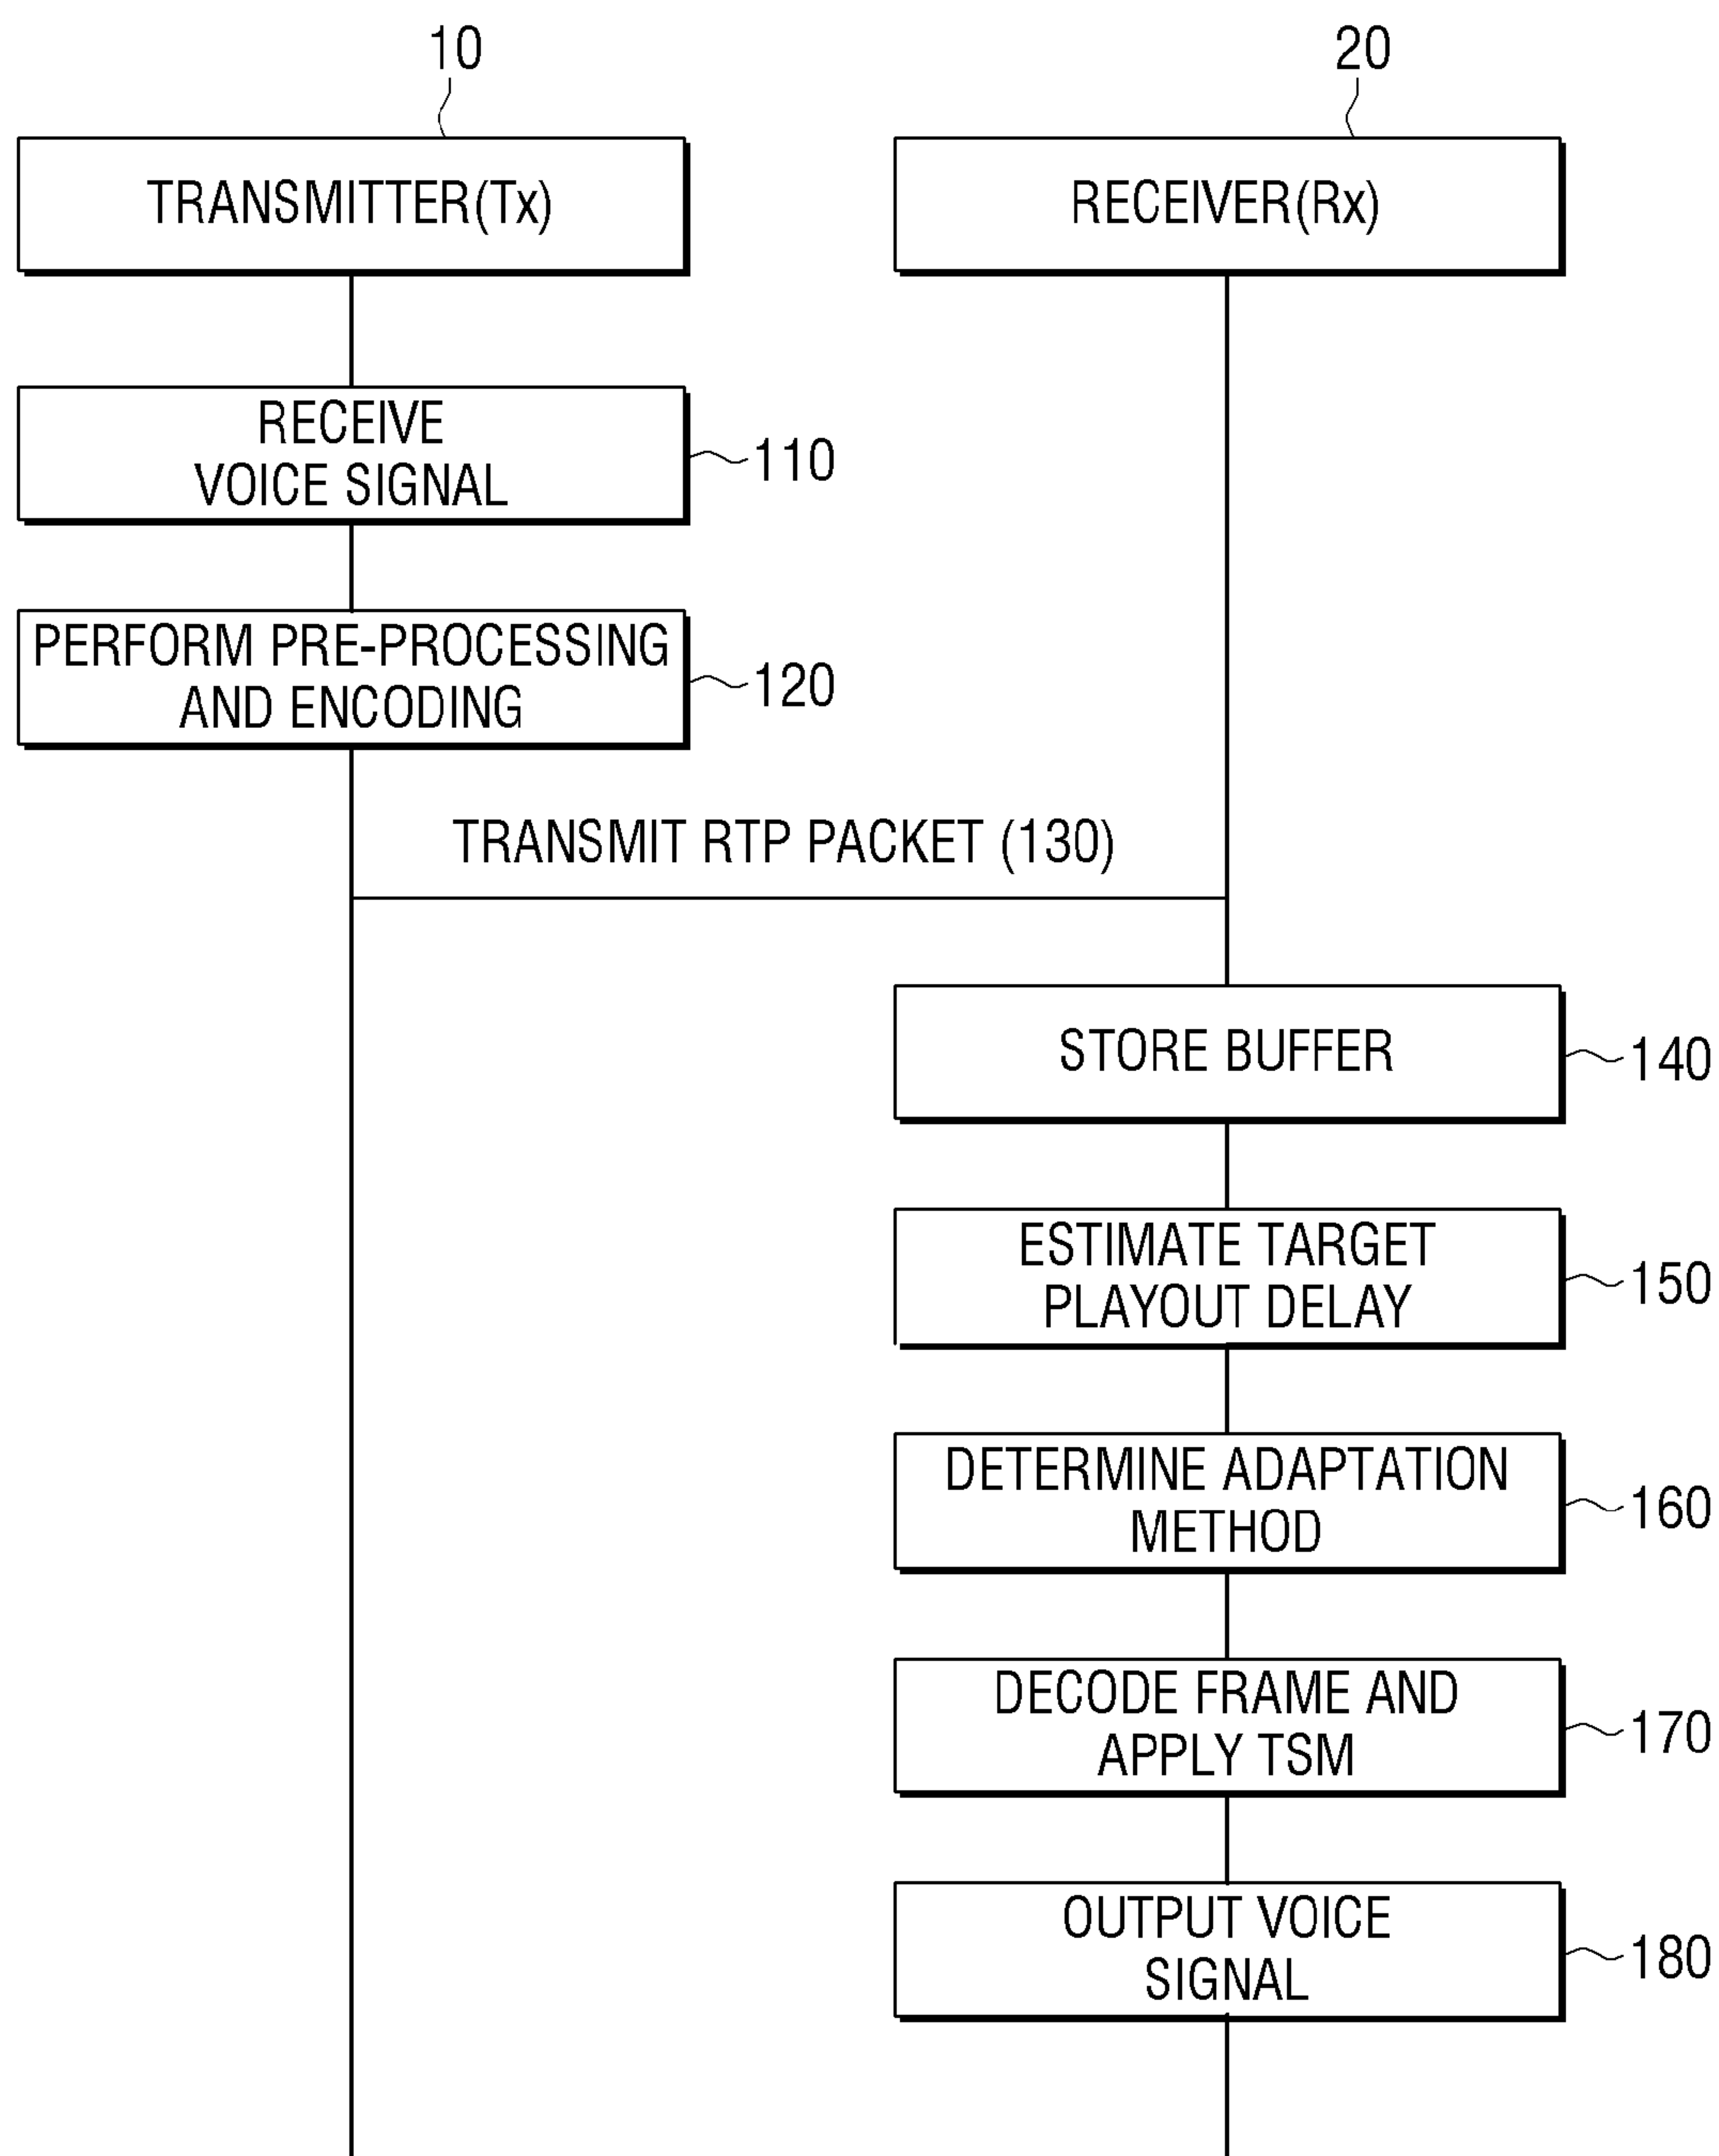 10
20
TRANSMITTER(Tx)
RECEIVER(Rx)
RECEIVE
VOICE SIGNAL
110
PERFORM PRE-PROCESSING
AND ENCODING
120
TRANSMIT RTP PACKET (130)
STORE BUFFER
140
ESTIMATE TARGET
PLAYOUT DELAY
150
DETERMINE ADAPTATION
METHOD
160
DECODE FRAME AND
APPLY TSM
170
OUTPUT VOICE
SIGNAL
180